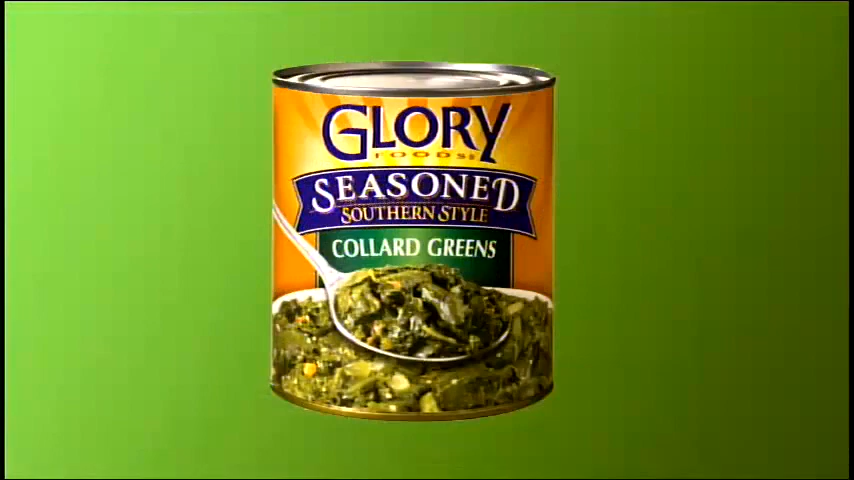 GLORY
FOODS®
SEASONED
SOUTHERN STYLE
COLLARD GREENS